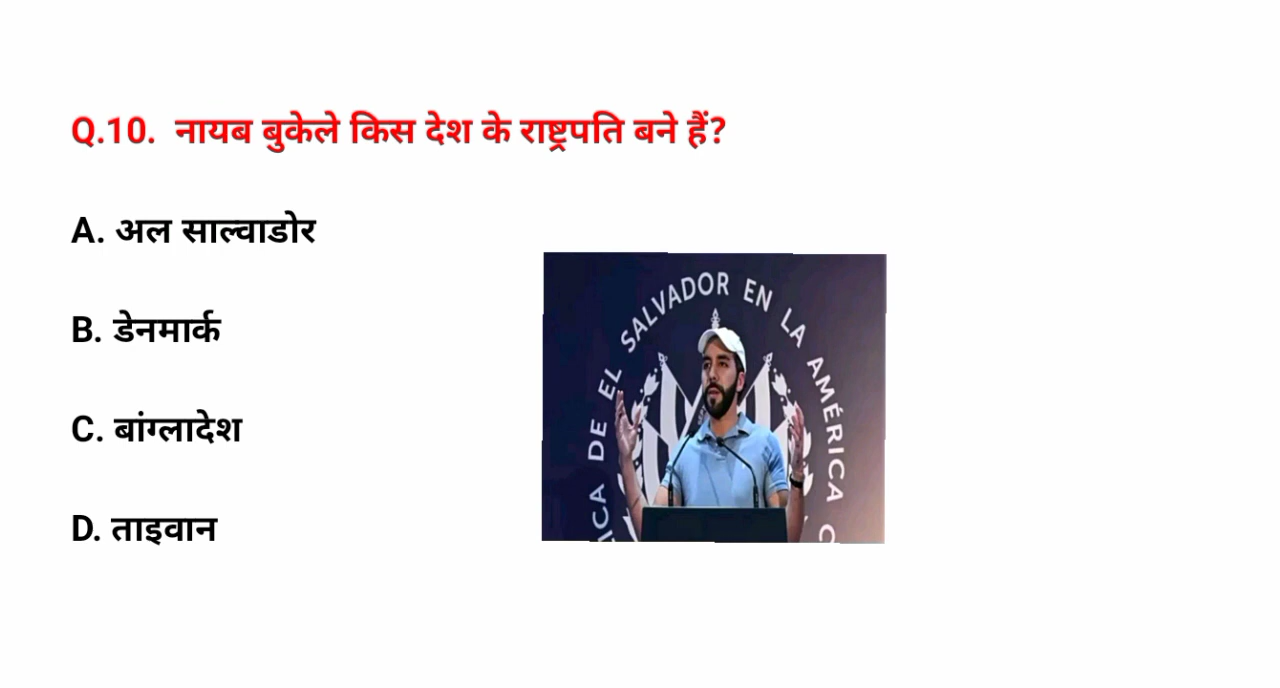 Q.10. नायब बुकेले किस देश के राष्ट्रपति बने हैं?
A. अल साल्वाडोर
B. डेनमार्क
C. बांग्लादेश
D. ताइवान
ICA DE EL SALVADOR EN LA AMÉRICA C